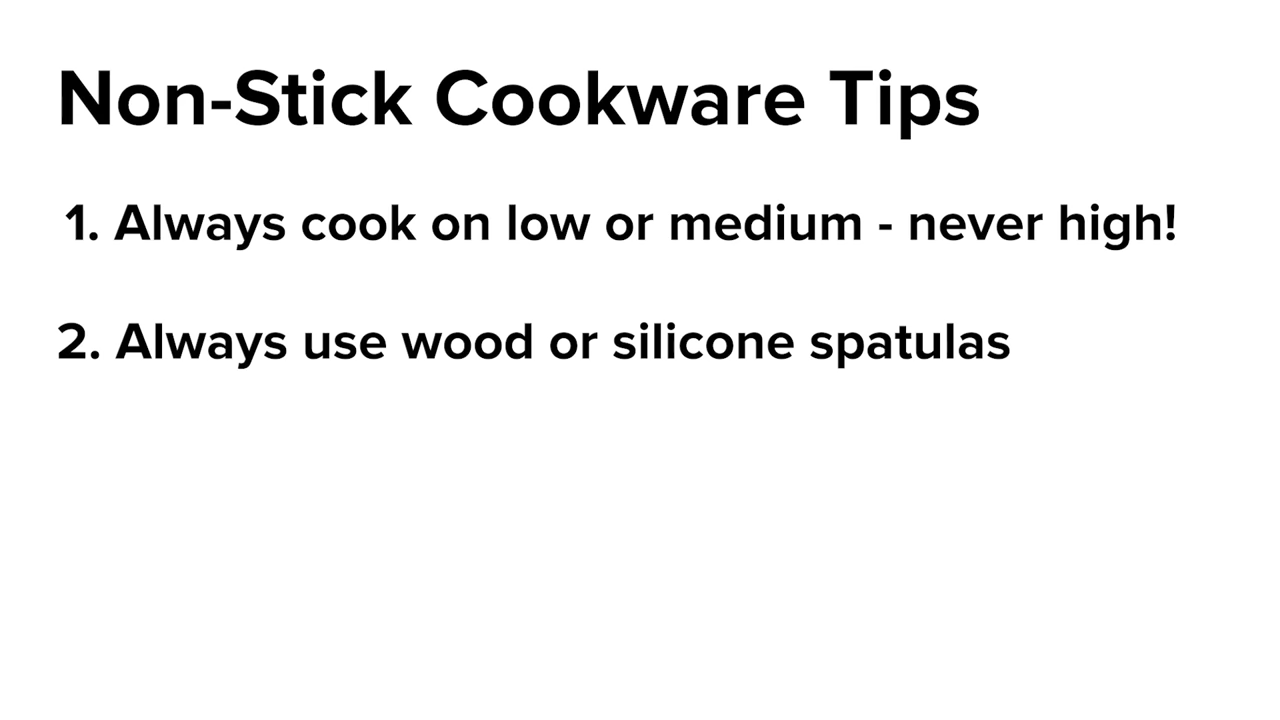 Non-Stick Cookware Tips
1. Always cook on low or medium - never high!
2. Always use wood or silicone spatulas